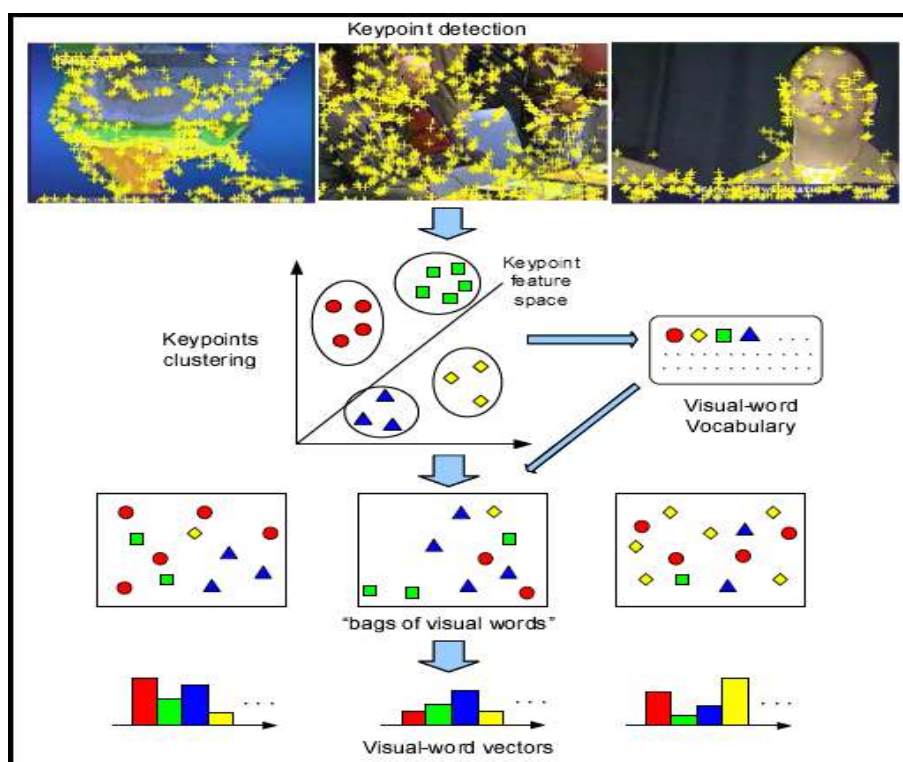 Keypoint detection
Keypoint
feature
space
Keypoints
clustering
. . .
Visual-word
Vocabulary
"bags of visual words"
. . .
. . .
. . .
Visual-word vectors